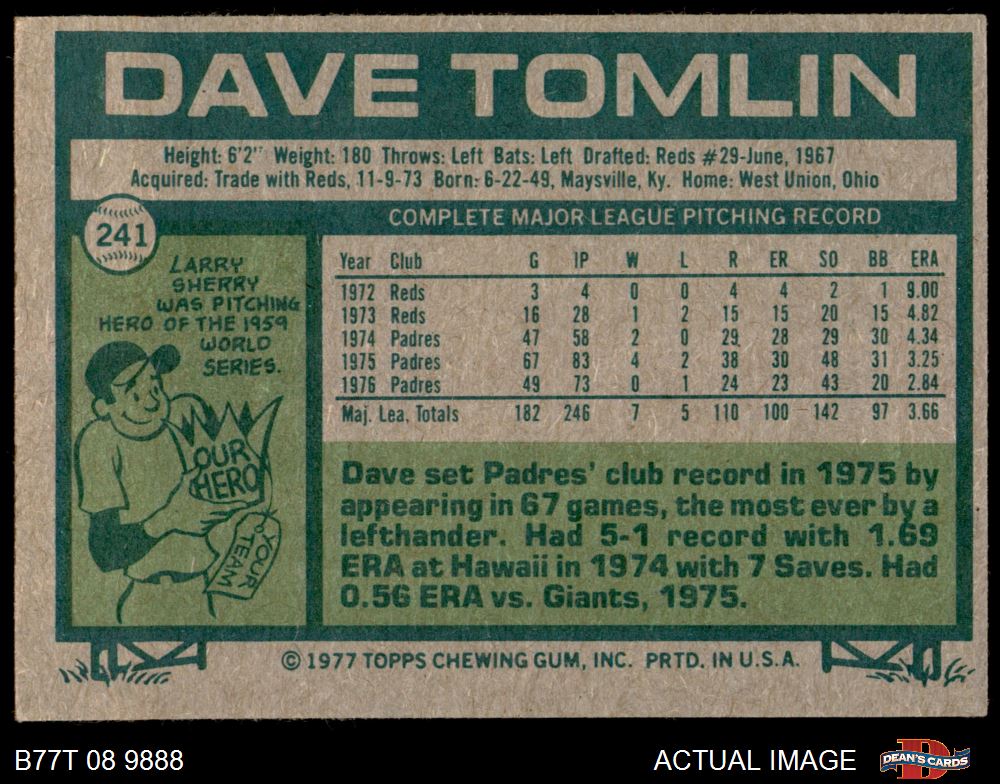 DAVE TOMLIN
Height: 6'2" Weight: 180 Throws: Left Bats: Left Drafted: Reds #29-June, 1967
Acquired: Trade with Reds, 11-9-73 Born: 6-22-49, Maysville, Ky. Home: West Union, Ohio
241
LARRY
SHERRY
WAS PITCHING
HERO OF THE 1959
WORLD
SERIES.
OUR
HERO
YOUR
TEAM
COMPLETE MAJOR LEAGUE PITCHING RECORD
Year Club G IP W L R ER SO BB ERA
1972 Reds 3 4 0 0 4 4 2 1 9.00
1973 Reds 16 28 1 2 15 15 20 15 4.82
1974 Padres 47 58 2 0 29 28 29 30 4.34
1975 Padres 67 83 4 2 38 30 48 31 3.25
1976 Padres 49 73 0 1 24 23 43 20 2.84
Maj. Lea. Totals 182 246 7 5 110 100 142 97 3.66
Dave set Padres' club record in 1975 by
appearing in 67 games, the most ever by a
lefthander. Had 5-1 record with 1.69
ERA at Hawaii in 1974 with 7 Saves. Had
0.56 ERA vs. Giants, 1975.
© 1977 TOPPS CHEWING GUM, INC. PRTD. IN U.S.A.
B77T 08 9888
ACTUAL IMAGE
DEAN'S CARDS